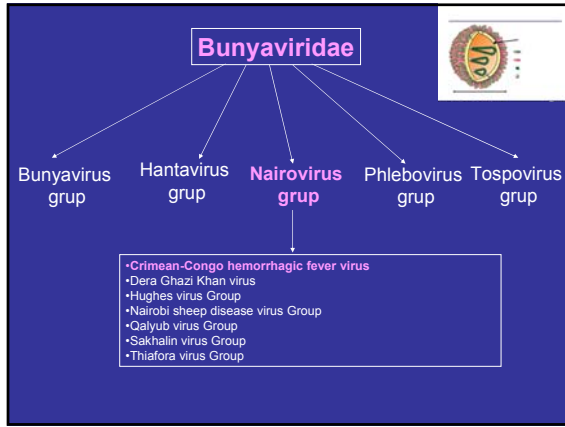 Bunyaviridae
Bunyavirus
grup
Hantavirus
grup
Nairovirus
grup
Phlebovirus
grup
Tospovirus
grup
•Crimean-Congo hemorrhagic fever virus
•Dera Ghazi Khan virus
•Hughes virus Group
•Nairobi sheep disease virus Group
•Qalyub virus Group
•Sakhalin virus Group
•Thiafora virus Group